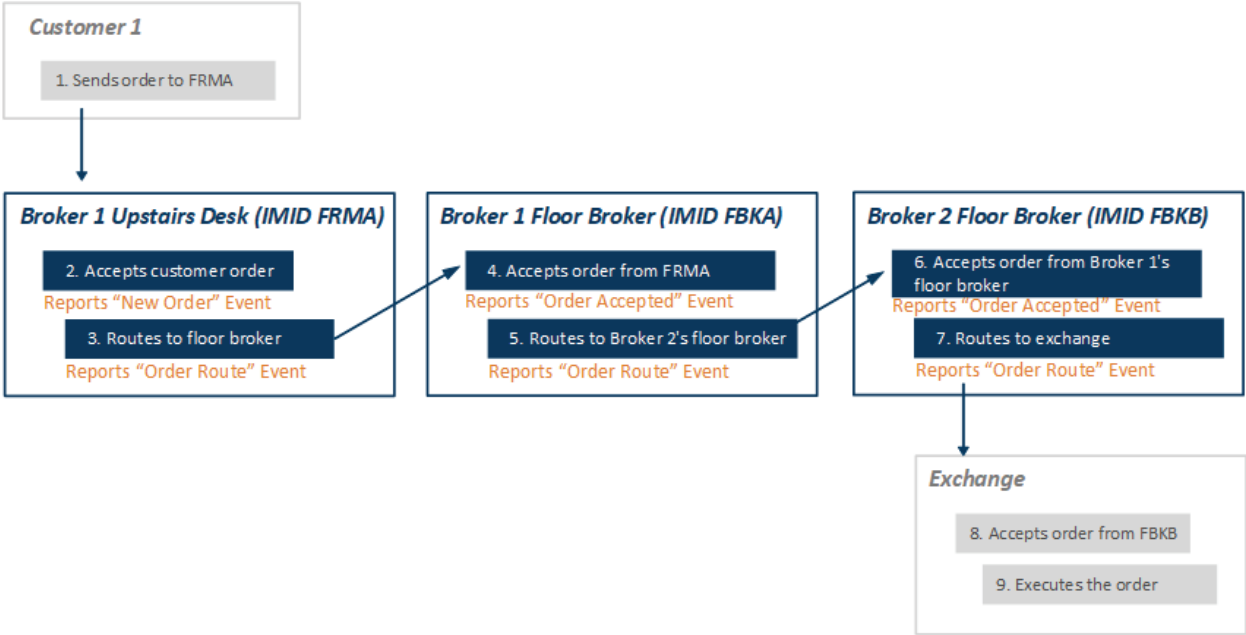 Customer 1
1. Sends order to FRMA
Broker 1 Upstairs Desk (IMID FRMA)
2. Accepts customer order
Reports “New Order” Event
3. Routes to floor broker
Reports “Order Route” Event
Broker 1 Floor Broker (IMID FBKA)
4. Accepts order from FRMA
Reports “Order Accepted” Event
5. Routes to Broker 2's floor broker
Reports “Order Route” Event
Broker 2 Floor Broker (IMID FBKB)
6. Accepts order from Broker 1's
floor broker
Reports “Order Accepted” Event
7. Routes to exchange
Reports “Order Route” Event
Exchange
8. Accepts order from FBKB
9. Executes the order